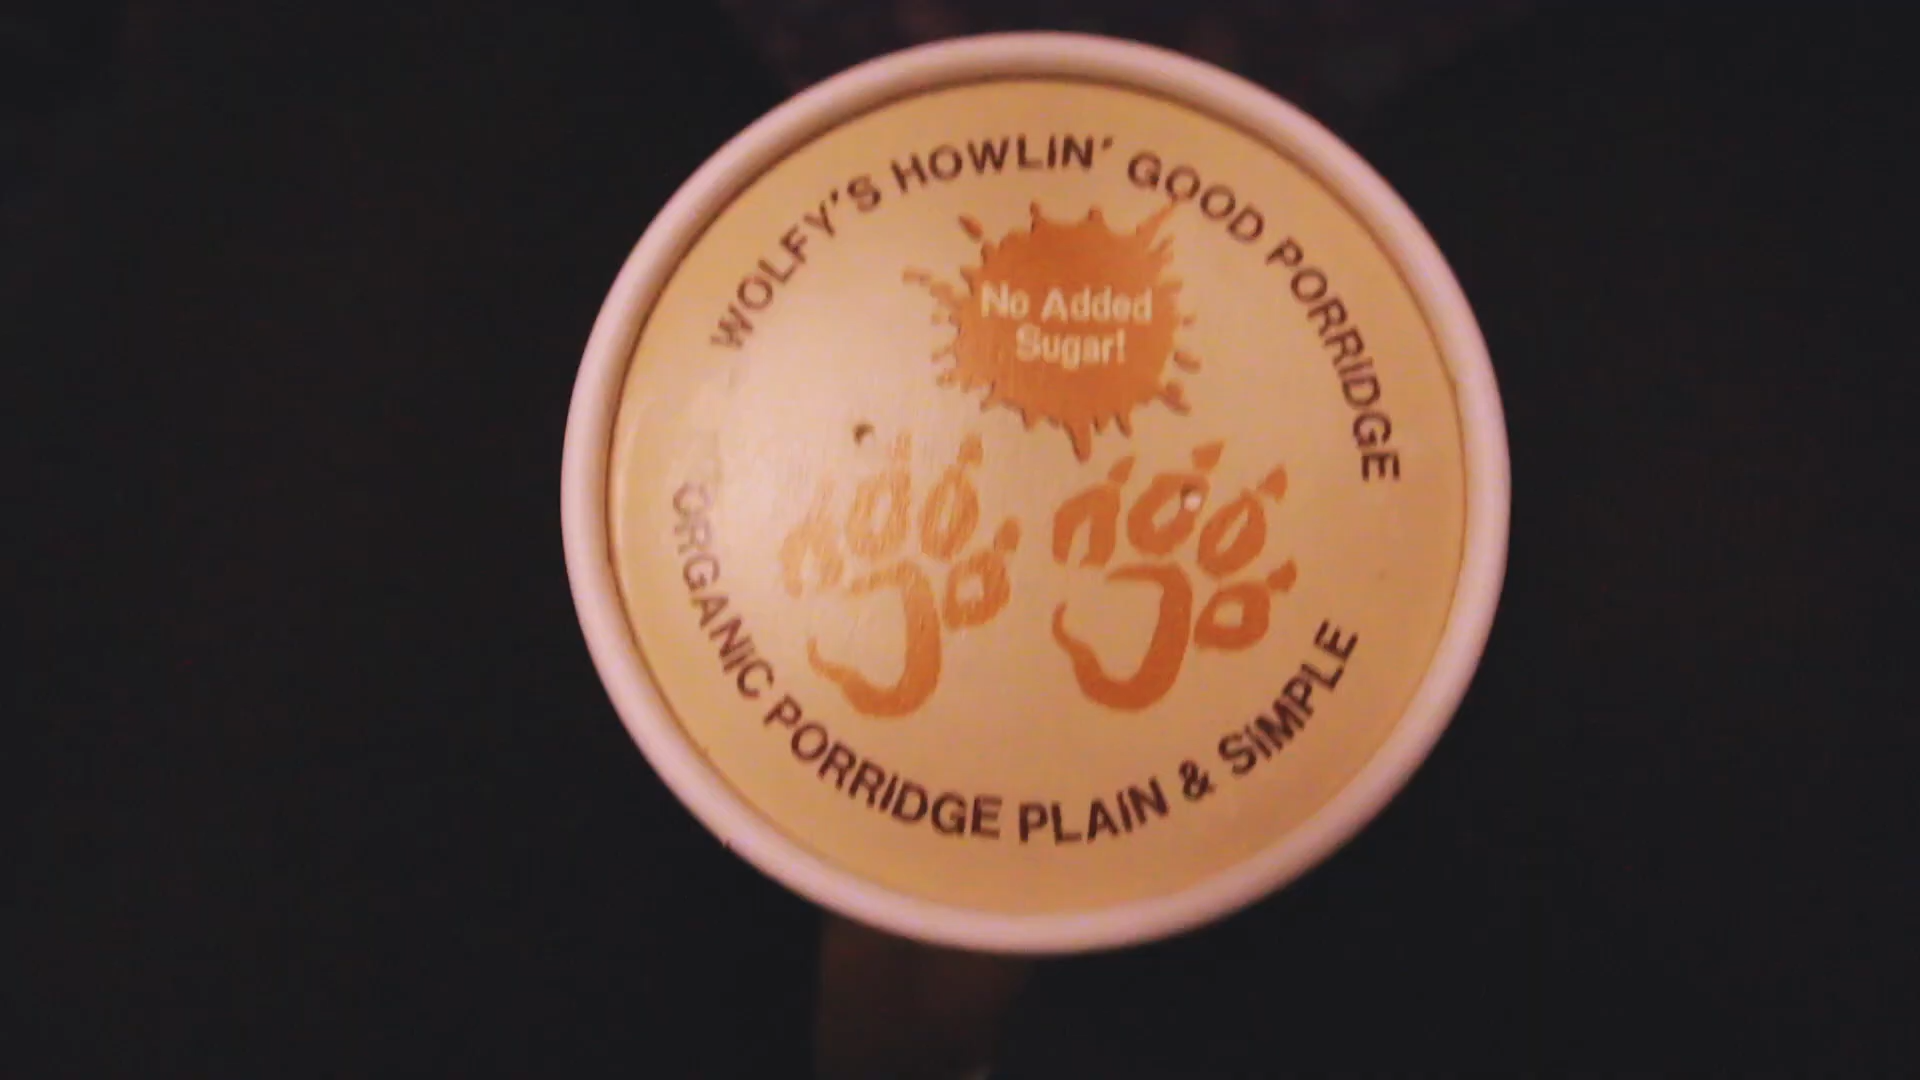 WOLFY'S HOWLIN' GOOD PORRIDGE
No Added
Sugar!
ORGANIC PORRIDGE PLAIN & SIMPLE